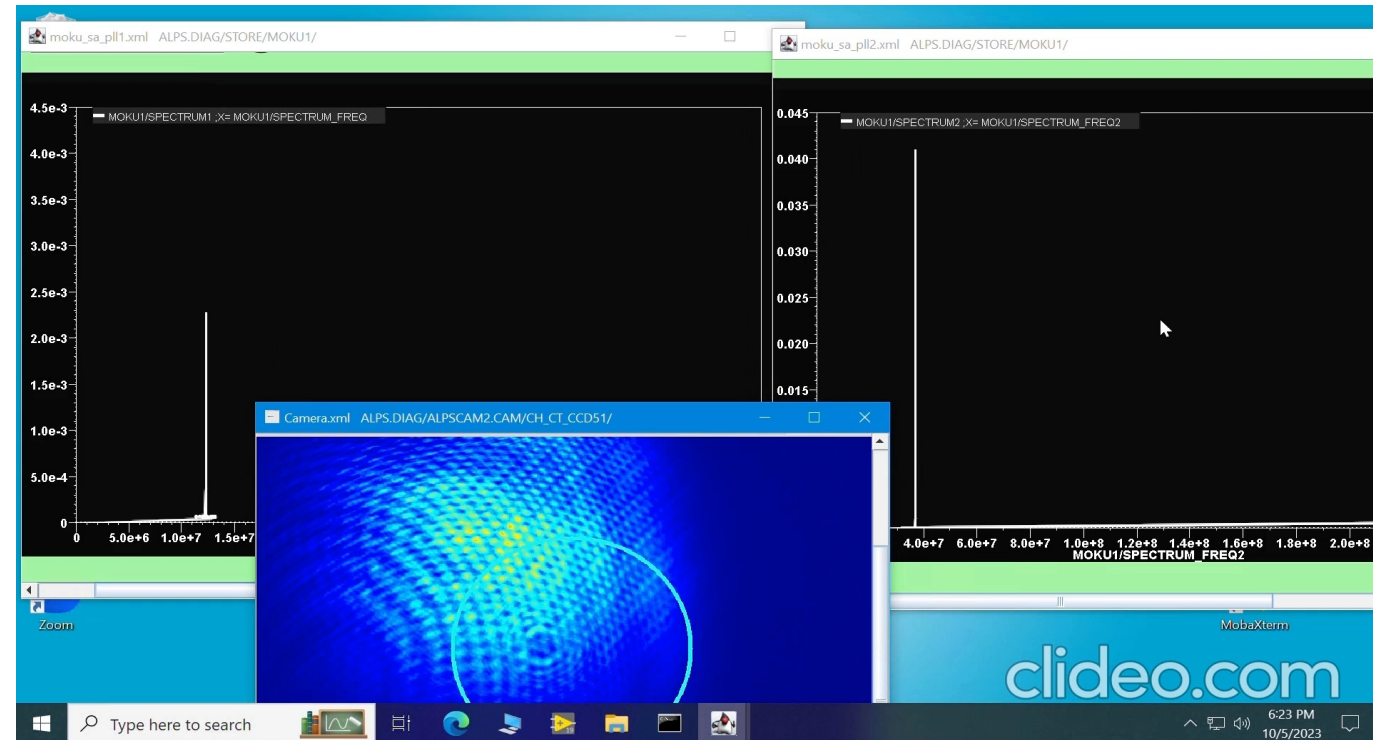 moku_sa_pll1.xml ALPS.DIAG/STORE/MOKU1/
4.5e-3
MOKU1/SPECTRUM1 ;X= MOKU1/SPECTRUM_FREQ
4.0e-3
3.5e-3
3.0e-3
2.5e-3
2.0e-3
1.5e-3
1.0e-3
5.0e-4
0
0 5.0e+6 1.0e+7 1.5e+7
moku_sa_pll2.xml ALPS.DIAG/STORE/MOKU1/
0.045
MOKU1/SPECTRUM2 ;X= MOKU1/SPECTRUM_FREQ2
0.040
0.035
0.030
0.025
0.020
0.015
4.0e+7 6.0e+7 8.0e+7 1.0e+8 1.2e+8 1.4e+8 1.6e+8 1.8e+8 2.0e+8
MOKU1/SPECTRUM_FREQ2
Camera.xml ALPS.DIAG/ALPSCAM2.CAM/CH_CT_CCD51/
Zoom
MobaXterm
clideo.com
Type here to search
6:23 PM
10/5/2023